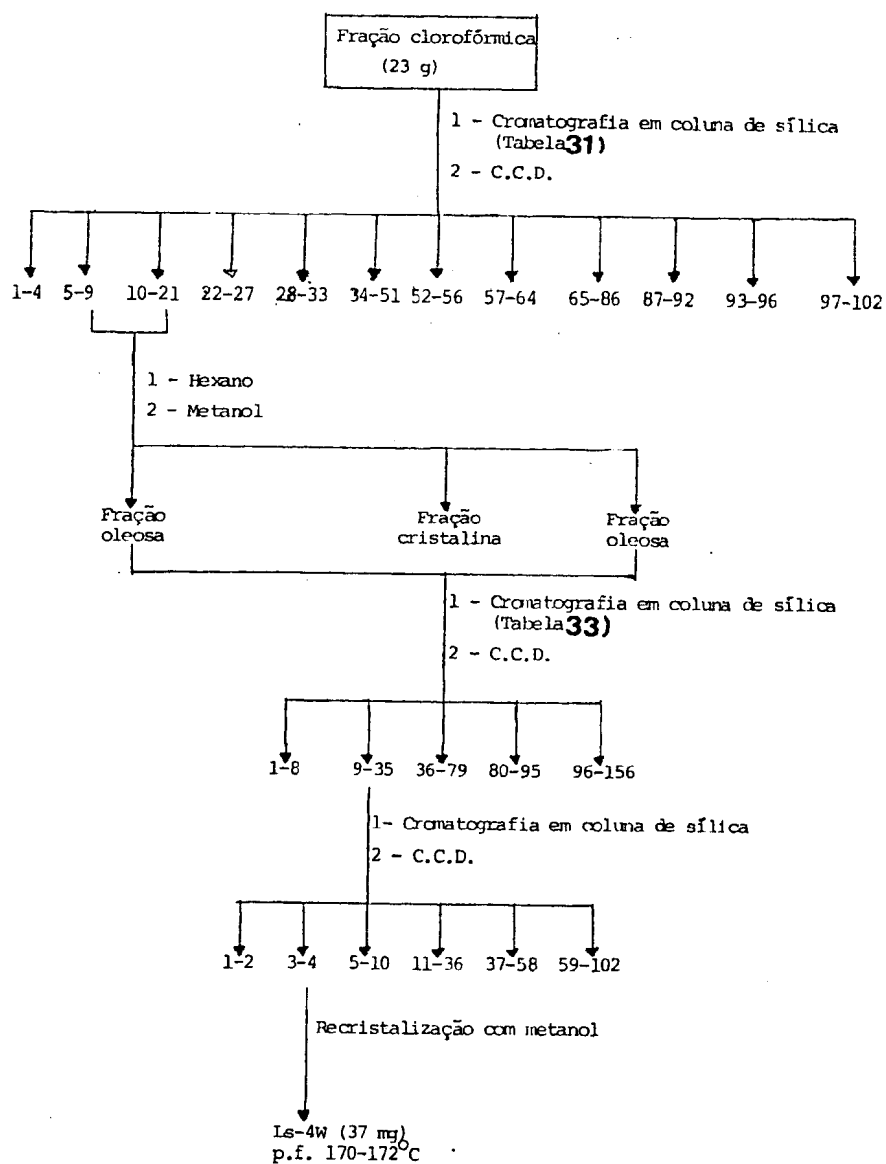 Fração clorofórmica
(23 g)
1 - Cromatografia em coluna de sílica
(Tabela 31)
2 - C.C.D.
1-4 5-9 10-21 22-27 28-33 34-51 52-56 57-64 65-86 87-92 93-96 97-102
1 - Hexano
2 - Metanol
Fração Fração Fração
oleosa cristalina oleosa
1 - Cromatografia em coluna de sílica
(Tabela 33)
2 - C.C.D.
1-8 9-35 36-79 80-95 96-156
1- Cromatografia em coluna de sílica
2 - C.C.D.
1-2 3-4 5-10 11-36 37-58 59-102
Recristalização com metanol
Ls-4W (37 mg)
p.f. 170-172°C